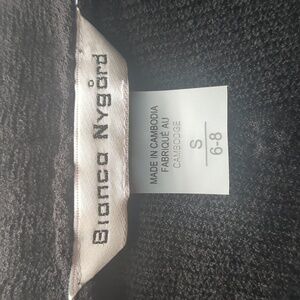 Bianca Nygård
MADE IN CAMBODIA
FABRIQUÉ AU
CAMBODGE
S
6-8